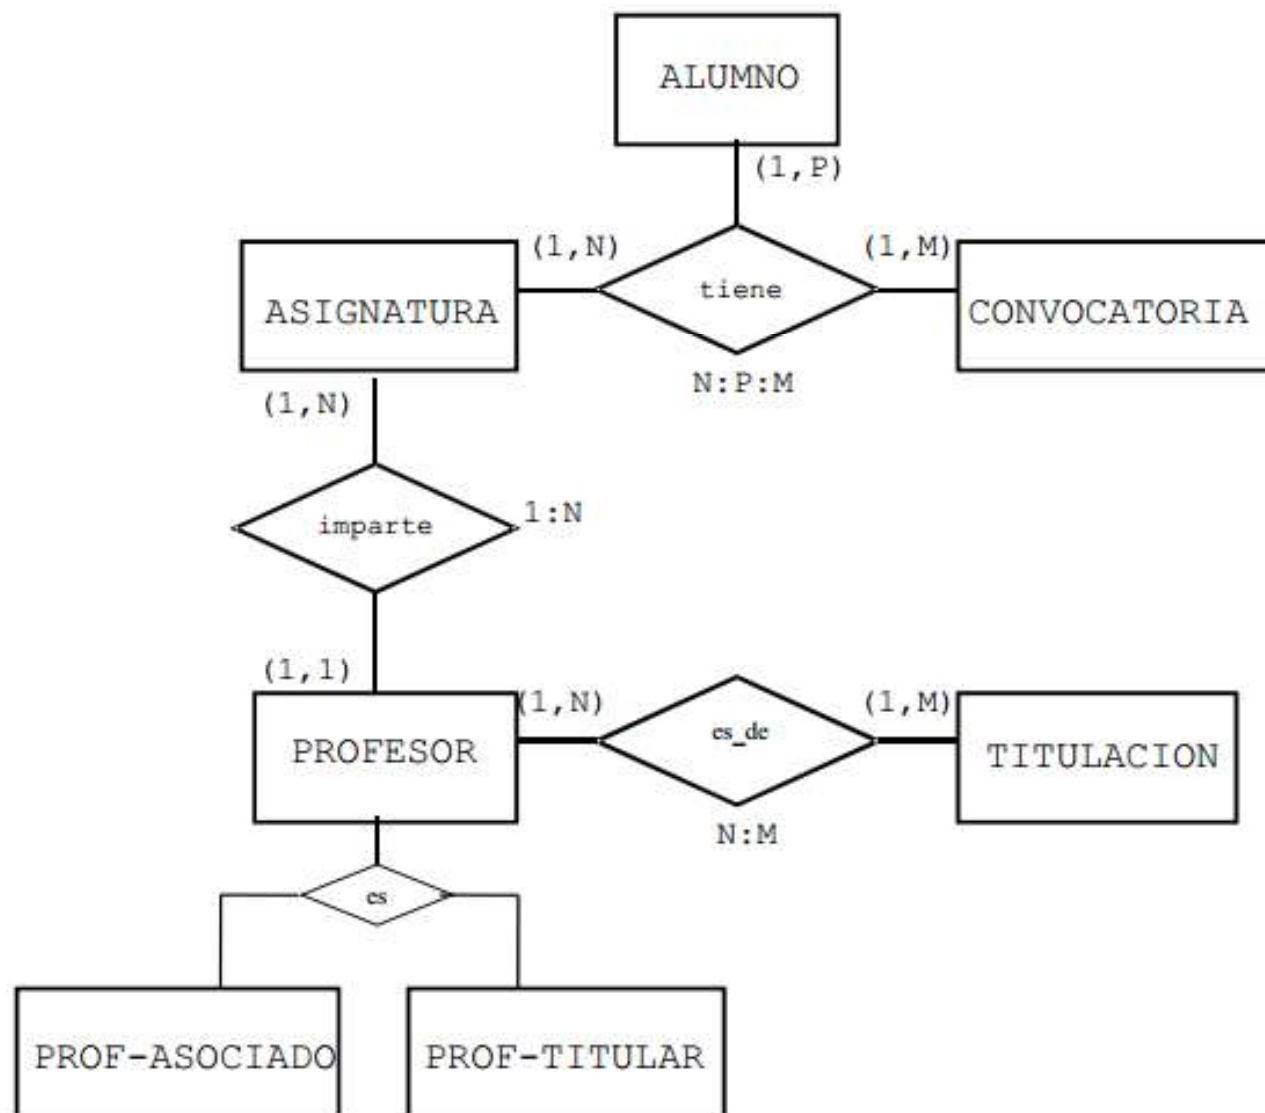 ALUMNO
(1,P)
(1,N)
(1,M)
ASIGNATURA
tiene
CONVOCATORIA
N:P:M
(1,N)
imparte
1:N
(1,1)
(1,N)
(1,M)
PROFESOR
es_de
TITULACION
N:M
es
PROF-ASOCIADO
PROF-TITULAR